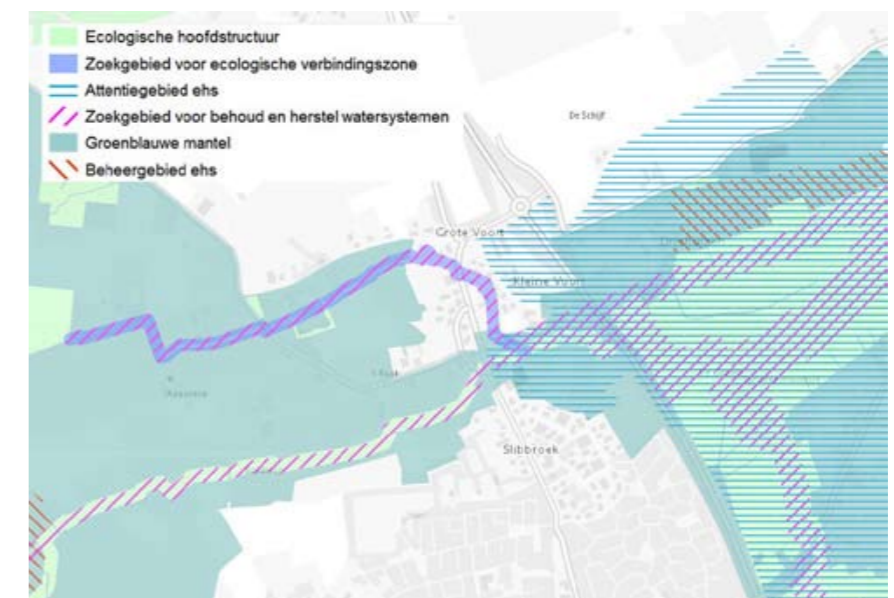 Ecologische hoofdstructuur
Zoekgebied voor ecologische verbindingszone
Attentiegebied ehs
Zoekgebied voor behoud en herstel watersystemen
Groenblauwe mantel
Beheergebied ehs
De Schijf
Grote Voort
Kleine Voort
Slibbroek